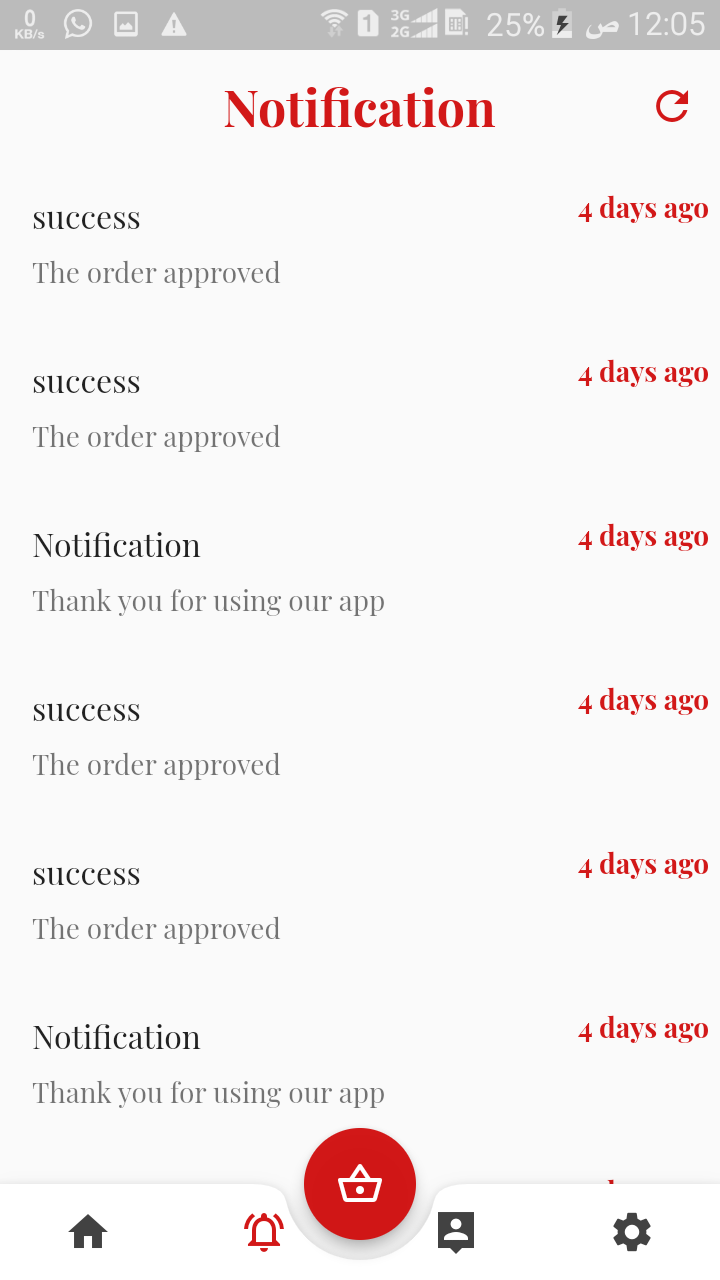 0
KB/s
1
3G
2G
25%
ص 12:05
Notification
success
4 days ago
The order approved
success
4 days ago
The order approved
Notification
4 days ago
Thank you for using our app
success
4 days ago
The order approved
success
4 days ago
The order approved
Notification
4 days ago
Thank you for using our app